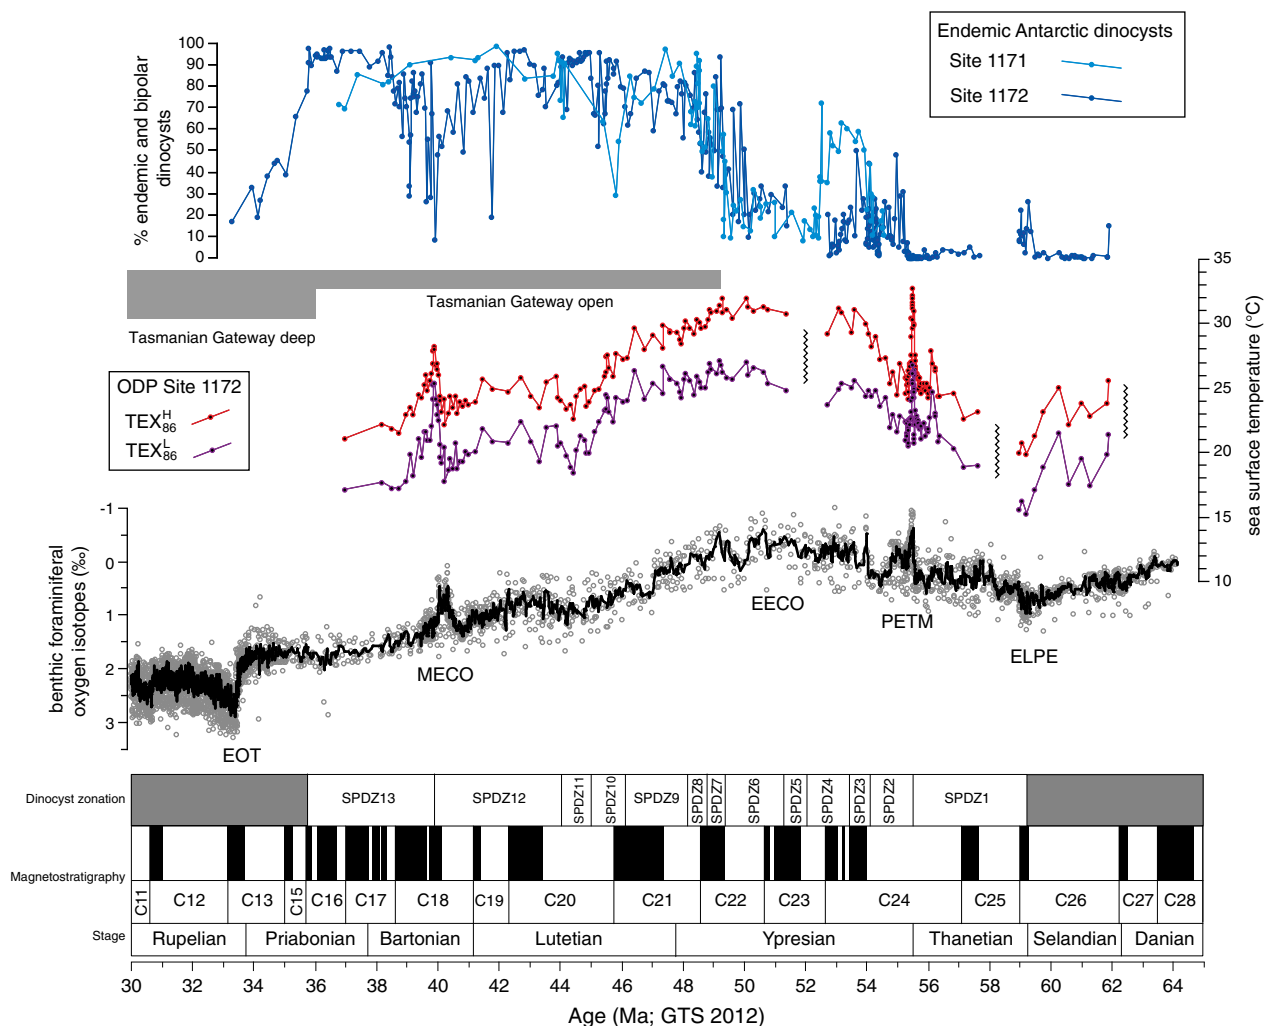 Endemic Antarctic dinocysts
Site 1171
Site 1172
% endemic and bipolar
dinocysts
100
90
80
70
60
50
40
30
20
10
0
Tasmanian Gateway open
Tasmanian Gateway deep
ODP Site 1172
TEX H 86
TEX L 86
35
30
25
20
15
10
sea surface temperature (°C)
-1
0
1
2
3
benthic foraminiferal
oxygen isotopes (‰)
EECO
PETM
ELPE
MECO
EOT
Dinocyst zonation
SPDZ13 SPDZ12 SPDZ11 SPDZ10 SPDZ9 SPDZ8 SPDZ7 SPDZ6 SPDZ5 SPDZ4 SPDZ3 SPDZ2 SPDZ1
Magnetostratigraphy
C11 C12 C13 C15 C16 C17 C18 C19 C20 C21 C22 C23 C24 C25 C26 C27 C28
Stage Rupelian Priabonian Bartonian Lutetian Ypresian Thanetian Selandian Danian
30 32 34 36 38 40 42 44 46 48 50 52 54 56 58 60 62 64
Age (Ma; GTS 2012)